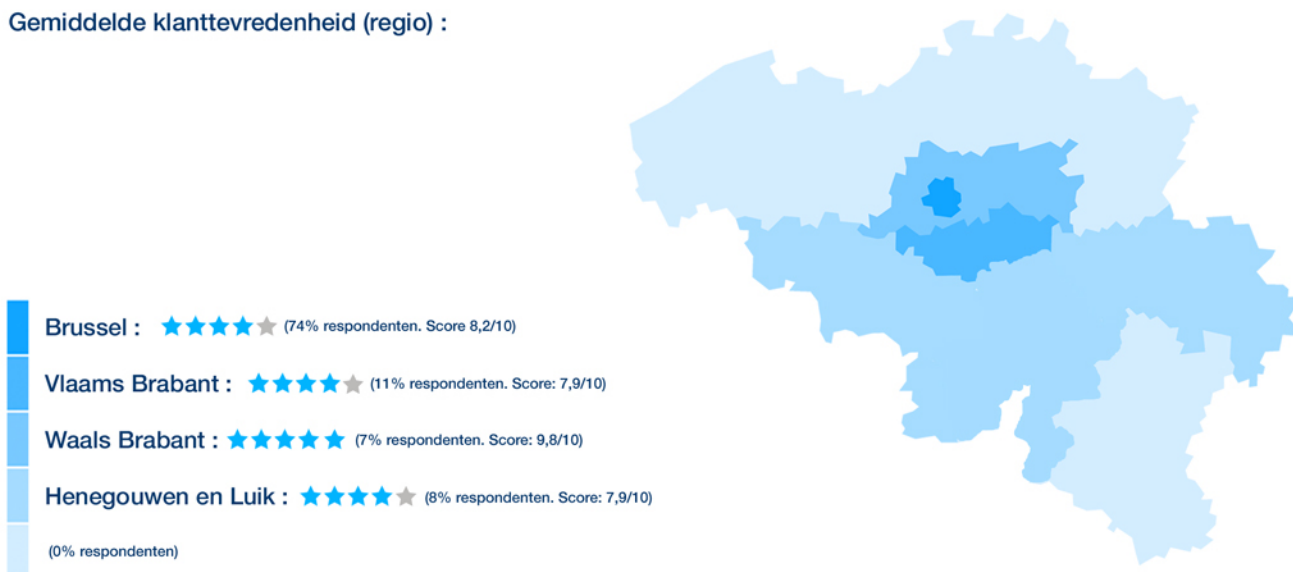 Gemiddelde klanttevredenheid (regio) :
Brussel : (74% respondenten. Score 8,2/10)
Vlaams Brabant : (11% respondenten. Score: 7,9/10)
Waals Brabant : (7% respondenten. Score: 9,8/10)
Henegouwen en Luik : (8% respondenten. Score: 7,9/10)
(0% respondenten)